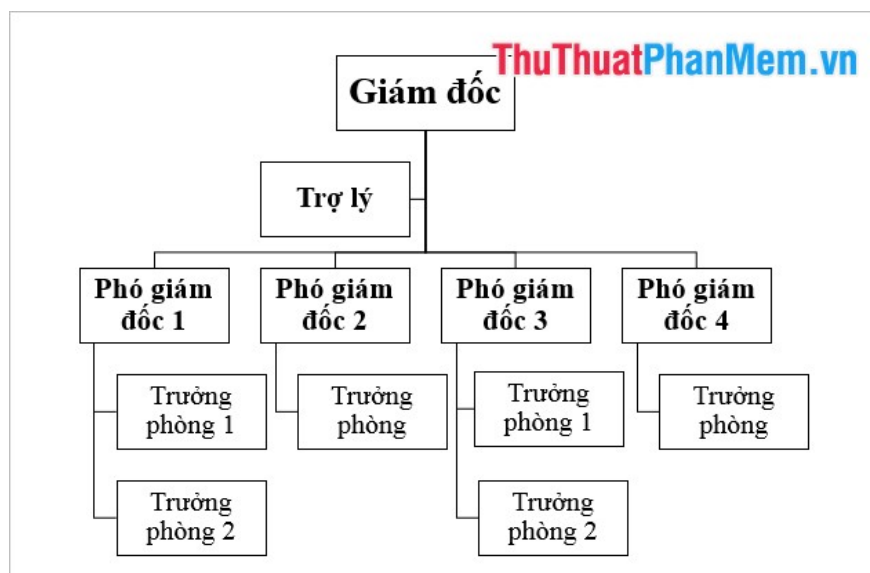 ThuThuatPhanMem.vn
Giám đốc
Trợ lý
Phó giám
đốc 1
Phó giám
đốc 2
Phó giám
đốc 3
Phó giám
đốc 4
Trưởng
phòng 1
Trưởng
phòng
Trưởng
phòng 1
Trưởng
phòng
Trưởng
phòng 2
Trưởng
phòng 2